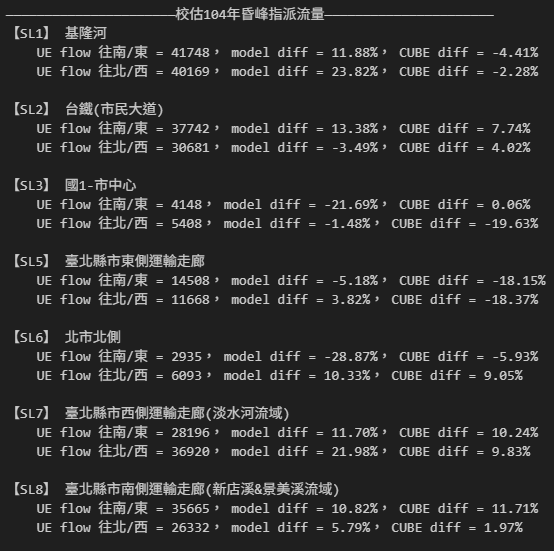 ————————————————————校估104年昏峰指派流量————————————————————
【SL1】 基隆河
UE flow 往南/東 = 41748， model diff = 11.88%， CUBE diff = -4.41%
UE flow 往北/西 = 40169， model diff = 23.82%， CUBE diff = -2.28%
【SL2】 台鐵(市民大道)
UE flow 往南/東 = 37742， model diff = 13.38%， CUBE diff = 7.74%
UE flow 往北/西 = 30681， model diff = -3.49%， CUBE diff = 4.02%
【SL3】 國1-市中心
UE flow 往南/東 = 4148， model diff = -21.69%， CUBE diff = 0.06%
UE flow 往北/西 = 5408， model diff = -1.48%， CUBE diff = -19.63%
【SL5】 臺北縣市東側運輸走廊
UE flow 往南/東 = 14508， model diff = -5.18%， CUBE diff = -18.15%
UE flow 往北/西 = 11668， model diff = 3.82%， CUBE diff = -18.37%
【SL6】 北市北側
UE flow 往南/東 = 2935， model diff = -28.87%， CUBE diff = -5.93%
UE flow 往北/西 = 6093， model diff = 10.33%， CUBE diff = 9.05%
【SL7】 臺北縣市西側運輸走廊(淡水河流域)
UE flow 往南/東 = 28196， model diff = 11.70%， CUBE diff = 10.24%
UE flow 往北/西 = 36920， model diff = 21.98%， CUBE diff = 9.83%
【SL8】 臺北縣市南側運輸走廊(新店溪&景美溪流域)
UE flow 往南/東 = 35665， model diff = 10.82%， CUBE diff = 11.71%
UE flow 往北/西 = 26332， model diff = 5.79%， CUBE diff = 1.97%